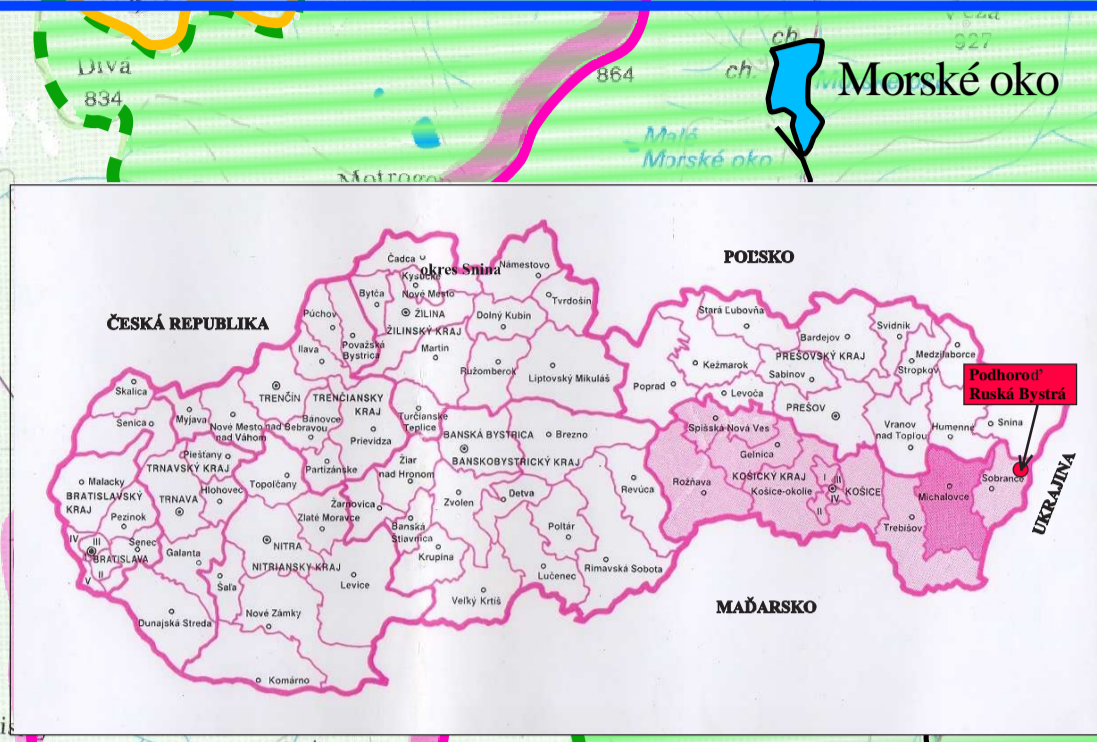 Divá
834
864
ch.
ch.
927
Morské oko
Malé
Morské oko
ČESKÁ REPUBLIKA
POĽSKO
MAĎARSKO
UKRAJINA
okres Snina
Podhoroď
Ruská Bystrá
Čadca
Kysucké
Nové Mesto
Námestovo
Tvrdošín
Bytča
ŽILINA
ŽILINSKÝ KRAJ
Dolný Kubín
Púchov
Považská
Bystrica
Ilava
Martin
Ružomberok
Liptovský Mikuláš
Stará Ľubovňa
Bardejov
Svidník
Medzilaborce
Stropkov
PREŠOVSKÝ KRAJ
Kežmarok
Sabinov
Poprad
Levoča
PREŠOV
Vranov
nad Topľou
Humenné
Snina
Skalica
Senica
Myjava
Nové Mesto
nad Váhom
TRENČÍN
TRENČIANSKY
KRAJ
Bánovce
nad Bebravou
Prievidza
Turčianske
Teplice
BANSKÁ BYSTRICA
Brezno
BANSKOBYSTRICKÝ KRAJ
Spišská Nová Ves
Gelnica
Rožňava
KOŠICKÝ KRAJ
Košice-okolie
I
III
IV
II
KOŠICE
Michalovce
Sobrance
Trebišov
Piešťany
TRNAVSKÝ KRAJ
Hlohovec
TRNAVA
Topoľčany
Partizánske
Žiar
nad Hronom
Žarnovica
Zlaté Moravce
Banská
Štiavnica
Zvolen
Detva
Revúca
Poltár
Krupina
Lučenec
Rimavská Sobota
Veľký Krtíš
Malacky
BRATISLAVSKÝ
KRAJ
Pezinok
Senec
IV
III
BRATISLAVA
II
V
Galanta
Šaľa
NITRA
NITRIANSKY KRAJ
Levice
Nové Zámky
Dunajská Streda
Komárno